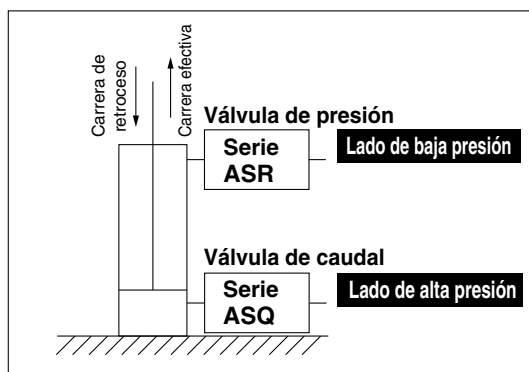 Carrera de
retroceso
Carrera efectiva
Válvula de presión
Serie
ASR
Lado de baja presión
Válvula de caudal
Serie
ASQ
Lado de alta presión